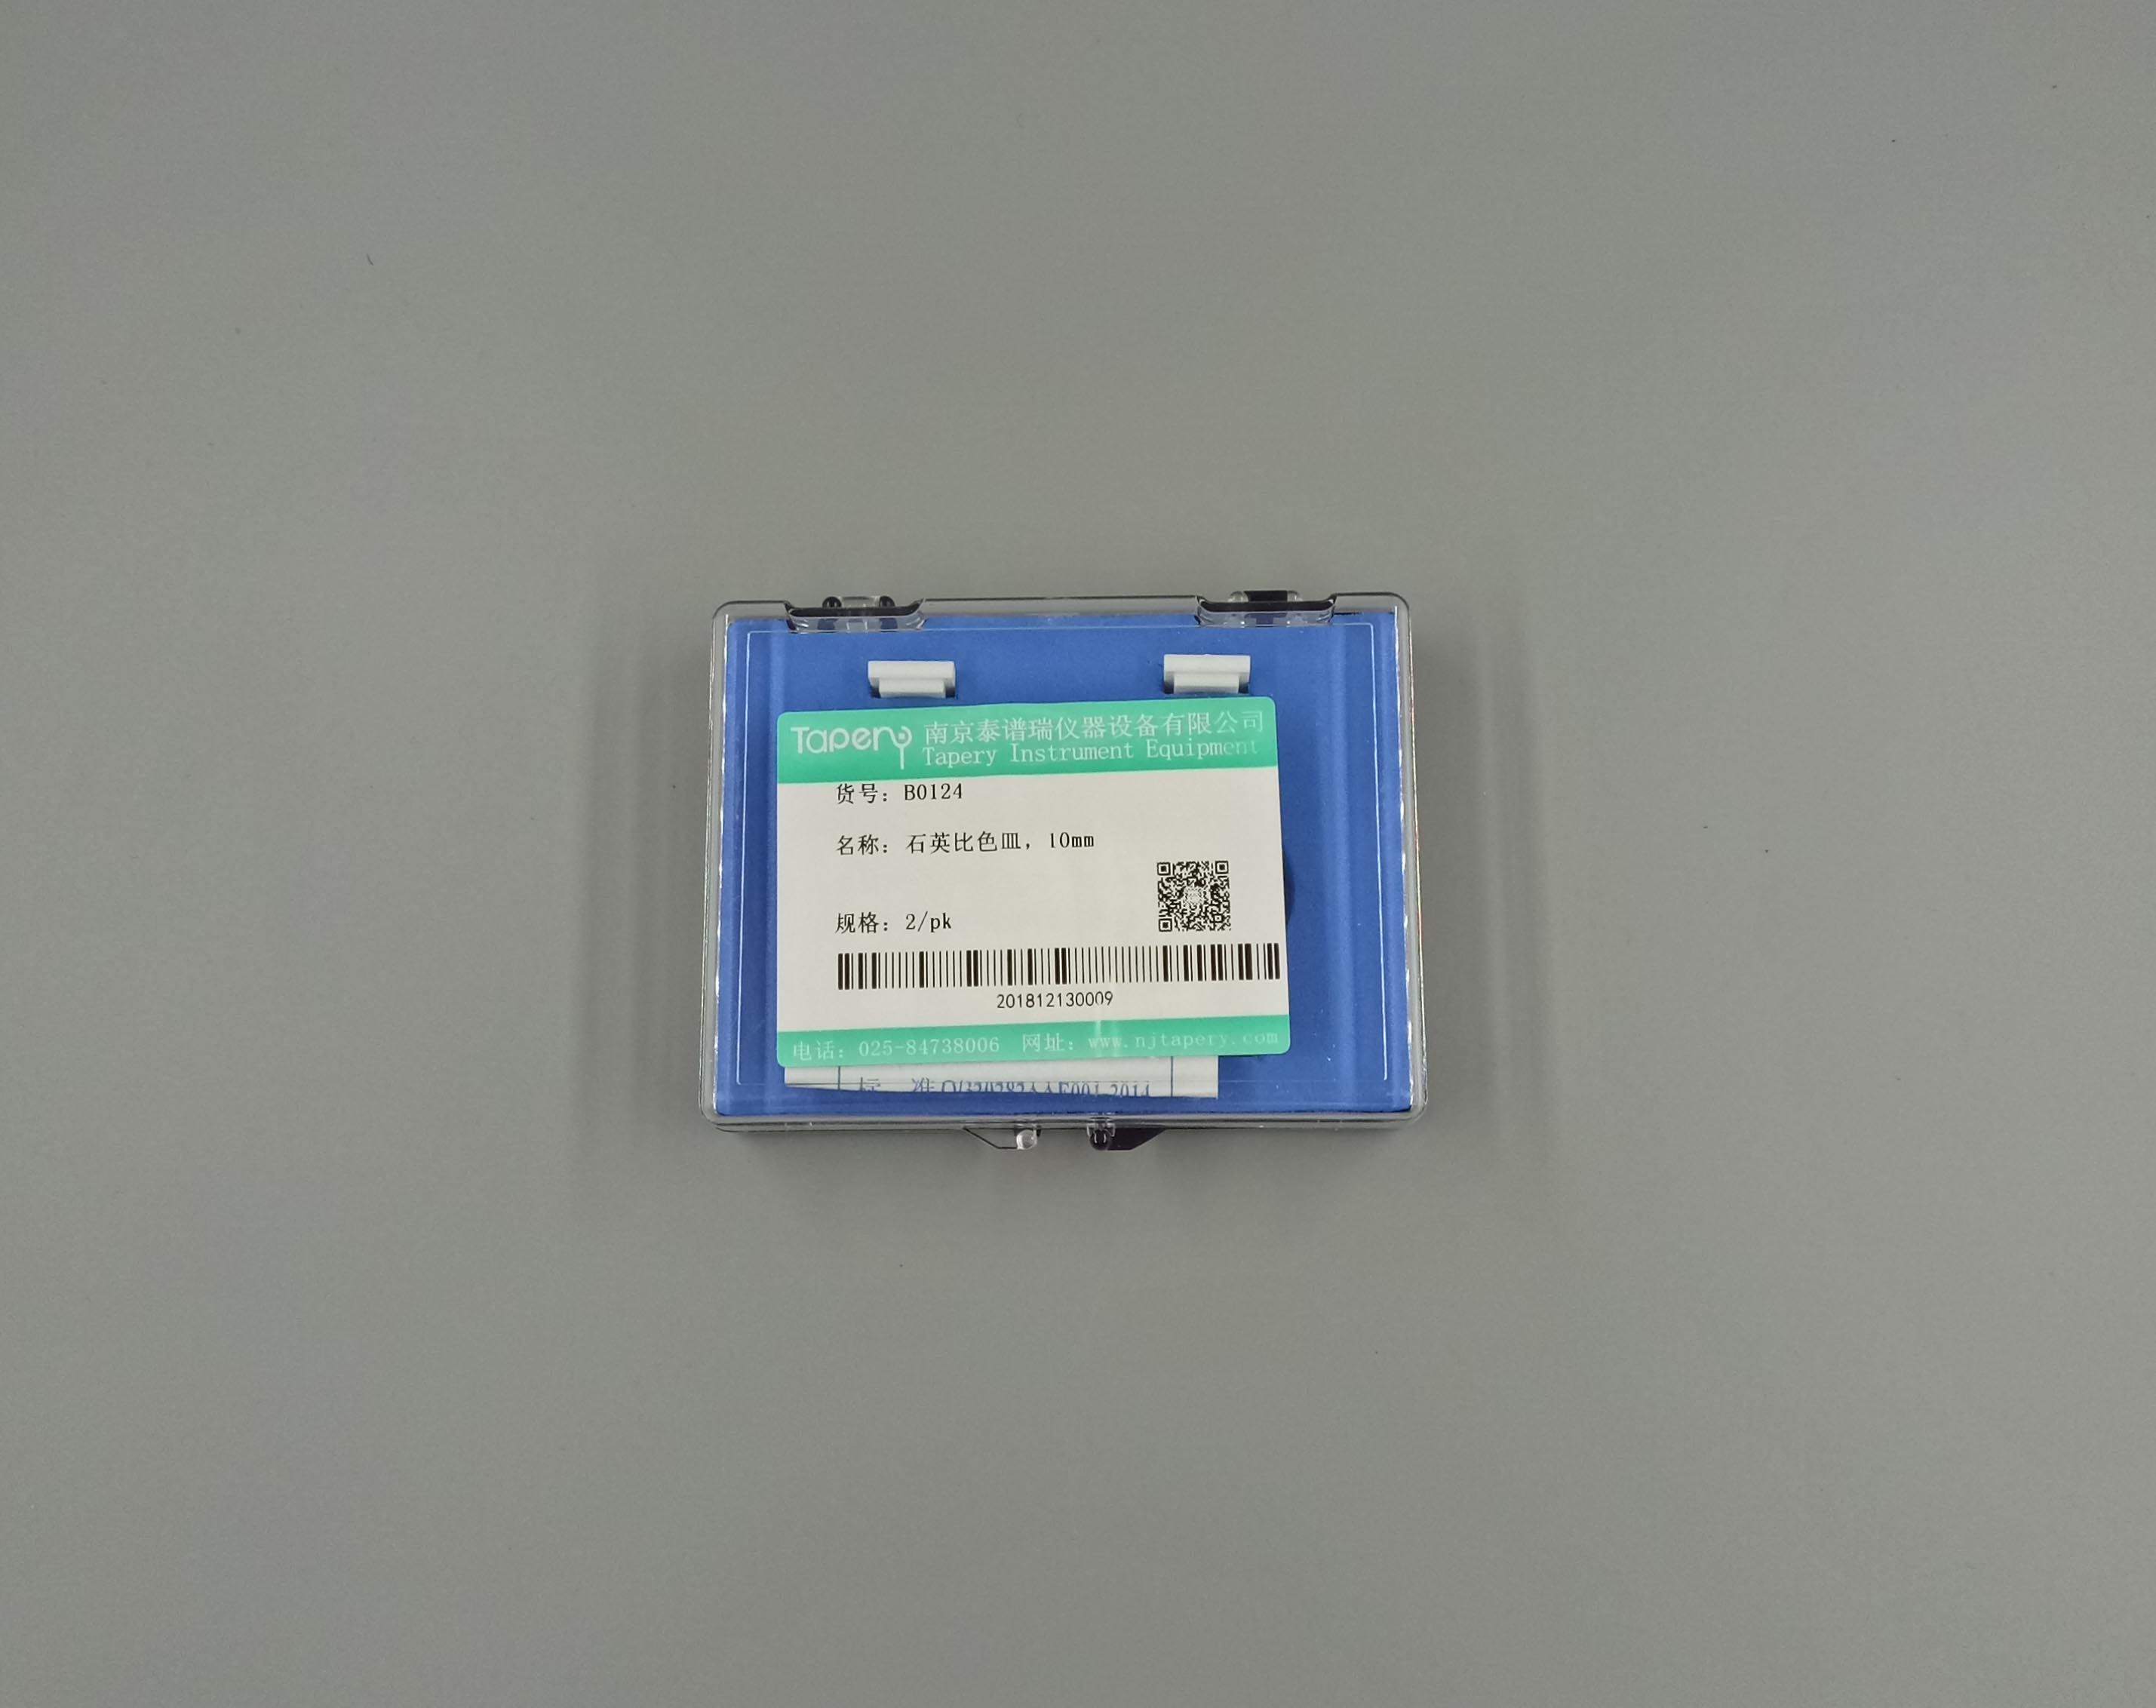 Tapery 南京泰谱瑞仪器设备有限公司
Tapery Instrument Equipment
货号：B0124
名称：石英比色皿，10mm
规格：2/pk
201812130009
电话：025-84738006 网址：www.njtapery.com
标 准